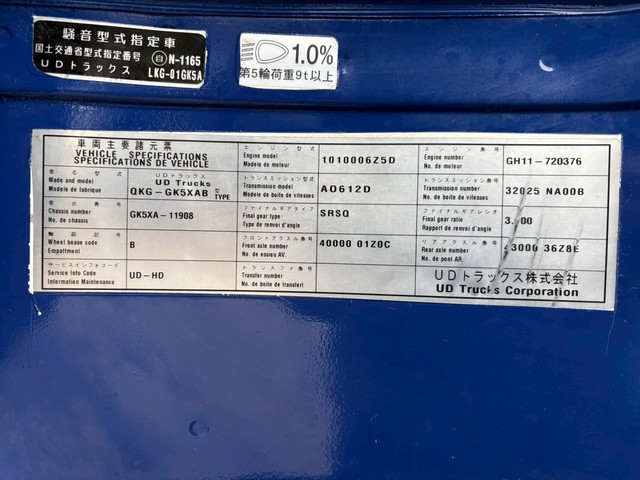 騒音型式指定車
国土交通省型式指定番号 自 N-1165
UDトラックス LKG-01GK5A
1.0%
第5輪荷重9t以上
車両主要諸元票
VEHICLE SPECIFICATIONS
SPECIFICATIONS DE VEHICLE
車名型式
Made and model
Modele de fabrique
UDトラックス
UD Trucks
QKG-GK5XAB 型 TYPE
車台番号
Chassis number
No. de chassis
GK5XA-11908
軸距記号
Wheel base code
Empattment
B
サービスインフォコード
Service Info Code
Information Maintenance
UD-HD
エンジン型式
Engine model
Modele de moteur
1010006Z5D
トランスミッション型式
Transmission model
Modele de boite de vitesses
AO612D
ファイナルギアタイプ
Final gear type
Type de renvoi d'angle
SRSQ
フロントアクスル番号
Front axle number
No. de essieu AV.
40000 01Z0C
トランスファ番号
Transfer number
No. de boite de transfert
エンジン番号
Engine number
No. de moteur
GH11-720376
トランスミッション番号
Transmission number
No. de boite de vitesses
32025 NA00B
ファイナルギアレシオ
Final gear ratio
Rapport de renvoi d'angle
リアアクスル番号
Rear axle number
No. de pont AR.
36Z8E
UDトラックス株式会社
UD Trucks Corporation